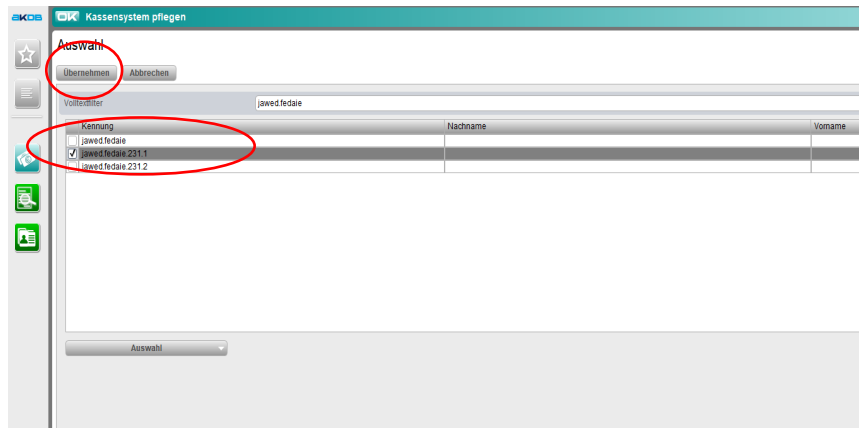 aKDB OK Kassensystem pflegen
Auswahl
Übernehmen Abbrechen
Volltextfilter jawed.fedaie
Kennung Nachname Vorname
jawed.fedaie
jawed.fedaie.231.1
jawed.fedaie.231.2
Auswahl